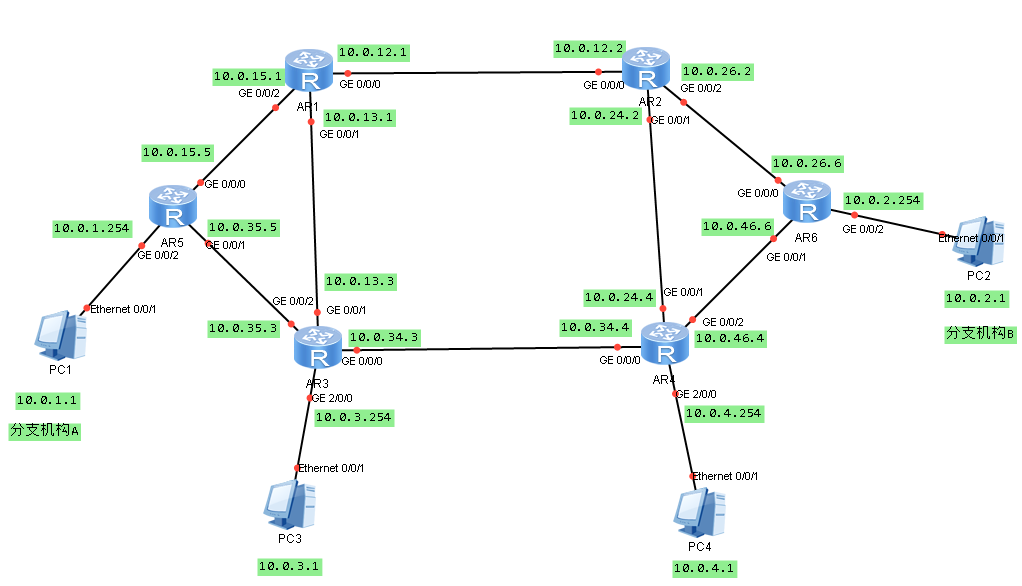 10.0.12.1
10.0.12.2
10.0.15.1
GE 0/0/2
R
GE 0/0/0
AR1
10.0.13.1
GE 0/0/1
GE 0/0/0
R
10.0.26.2
GE 0/0/2
AR2
10.0.24.2
GE 0/0/1
10.0.15.5
GE 0/0/0
R
AR5
10.0.1.254
GE 0/0/2
10.0.35.5
GE 0/0/1
10.0.26.6
GE 0/0/0
R
AR6
10.0.2.254
GE 0/0/2
10.0.46.6
GE 0/0/1
Ethernet 0/0/1
PC2
10.0.2.1
分支机构B
Ethernet 0/0/1
PC1
10.0.1.1
分支机构A
10.0.13.3
GE 0/0/2
GE 0/0/1
10.0.35.3
R
10.0.34.3
GE 0/0/0
AR3
GE 2/0/0
10.0.3.254
10.0.24.4
GE 0/0/1
10.0.34.4
GE 0/0/2
GE 0/0/0
R
10.0.46.4
AR4
GE 2/0/0
10.0.4.254
Ethernet 0/0/1
PC3
10.0.3.1
Ethernet 0/0/1
PC4
10.0.4.1